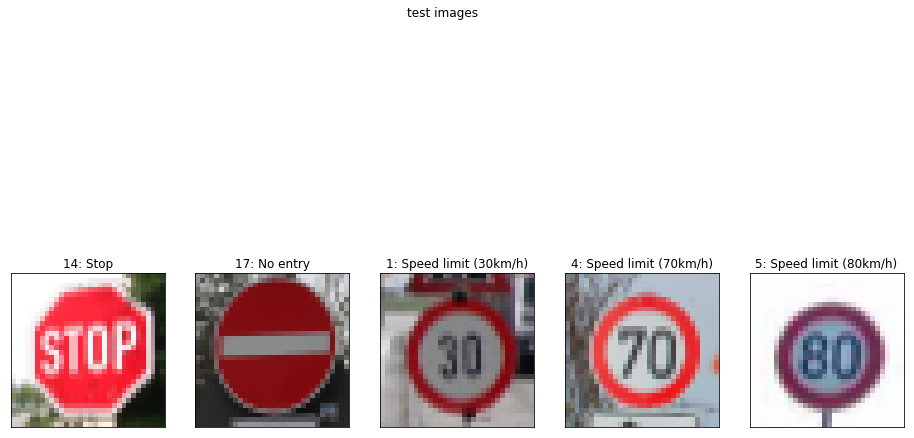 test images
14: Stop
17: No entry
1: Speed limit (30km/h)
4: Speed limit (70km/h)
5: Speed limit (80km/h)
STOP
30
70
80